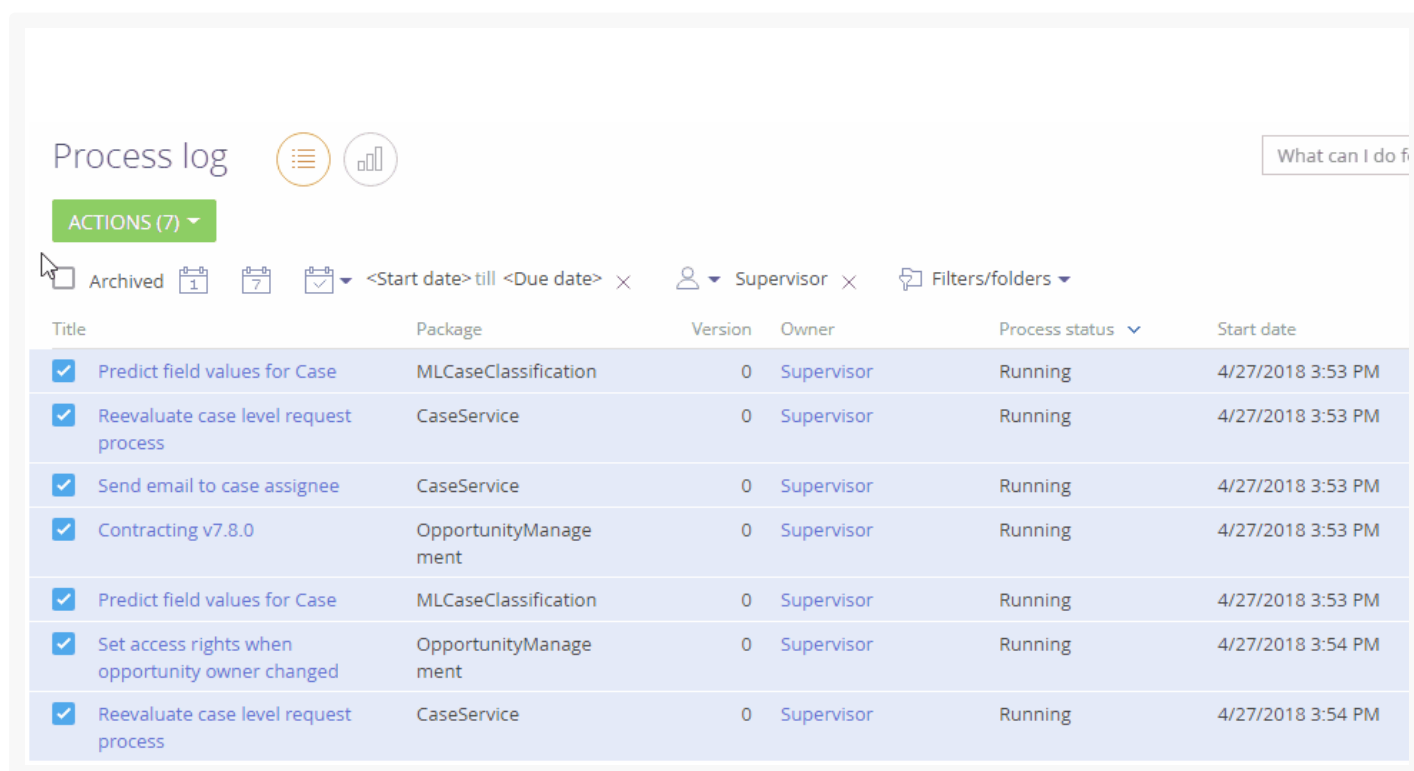 Process log
What can I do f
ACTIONS (7)
Archived 1 7 <Start date> till <Due date> Supervisor Filters/folders
Title Package Version Owner Process status Start date
Predict field values for Case MLCaseClassification 0 Supervisor Running 4/27/2018 3:53 PM
Reevaluate case level request CaseService 0 Supervisor Running 4/27/2018 3:53 PM
process
Send email to case assignee CaseService 0 Supervisor Running 4/27/2018 3:53 PM
Contracting v7.8.0 OpportunityManage 0 Supervisor Running 4/27/2018 3:53 PM
ment
Predict field values for Case MLCaseClassification 0 Supervisor Running 4/27/2018 3:53 PM
Set access rights when OpportunityManage 0 Supervisor Running 4/27/2018 3:54 PM
opportunity owner changed ment
Reevaluate case level request CaseService 0 Supervisor Running 4/27/2018 3:54 PM
process